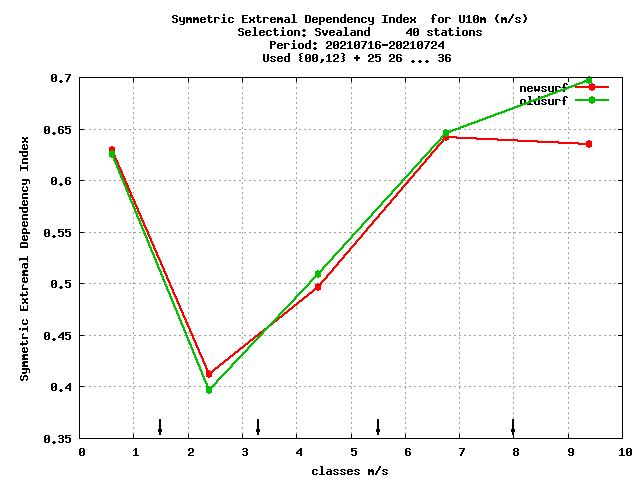 Symmetric Extremal Dependency Index  for U10m (m/s)
Selection: Svealand     40 stations
Period: 20210716-20210724
Used {00,12} + 25 26 ... 36
newsurf
oldsurf
0.7
0.65
0.6
0.55
0.5
0.45
0.4
0.35
Symmetric Extremal Dependency Index
0 1 2 3 4 5 6 7 8 9 10
classes m/s